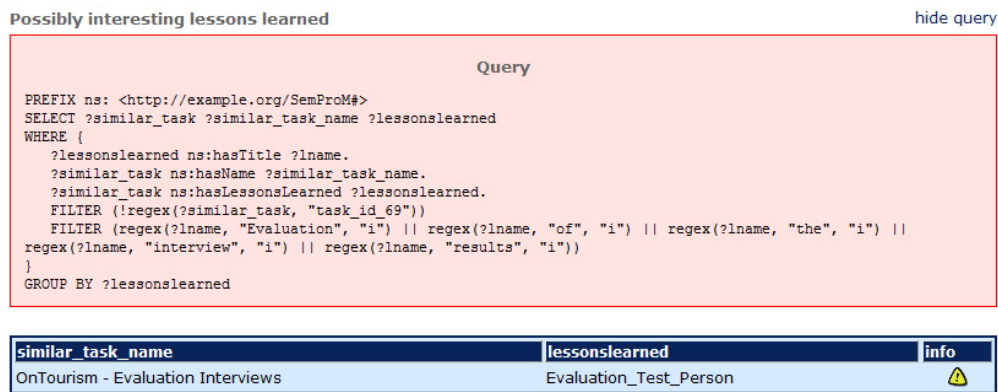 Possibly interesting lessons learned hide query
Query
PREFIX ns: <http://example.org/SemProM#>
SELECT ?similar_task ?similar_task_name ?lessonslearned
WHERE {
?lessonslearned ns:hasTitle ?lname.
?similar_task ns:hasName ?similar_task_name.
?similar_task ns:hasLessonsLearned ?lessonslearned.
FILTER (!regex(?similar_task, "task_id_69"))
FILTER (regex(?lname, "Evaluation", "i") || regex(?lname, "of", "i") || regex(?lname, "the", "i") ||
regex(?lname, "interview", "i") || regex(?lname, "results", "i"))
}
GROUP BY ?lessonslearned
similar_task_name lessonslearned info
OnTourism - Evaluation Interviews Evaluation_Test_Person